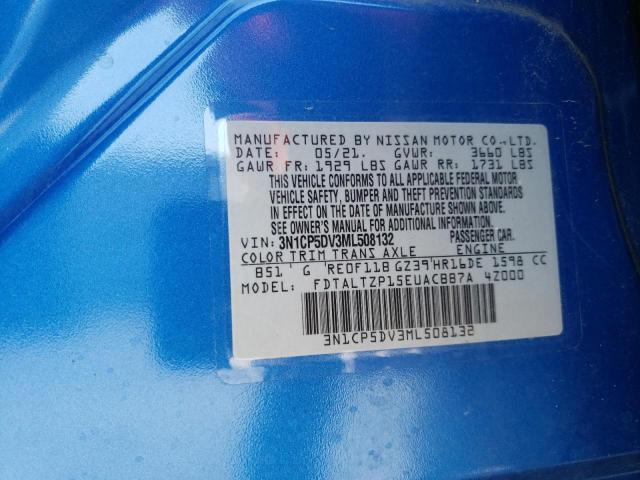 MANUFACTURED BY NISSAN MOTOR CO.,LTD.
DATE: 05/21. GVWR: 3660 LBS
GAWR FR: 1929 LBS GAWR RR: 1731 LBS
THIS VEHICLE CONFORMS TO ALL APPLICABLE FEDERAL MOTOR
VEHICLE SAFETY, BUMPER AND THEFT PREVENTION STANDARDS
IN EFFECT ON THE DATE OF MANUFACTURE SHOWN ABOVE.
SEE OWNER'S MANUAL FOR ADDITIONAL INFORMATION.
VIN: 3N1CP5DV3ML508132 PASSENGER CAR.
COLOR TRIM TRANS AXLE ENGINE
B51 ' G 'RE0F11B GZ39'HR16DE 1598 CC
MODEL: FDTALTZP15EUACBB7A 4Z000
3N1CP5DV3ML508132